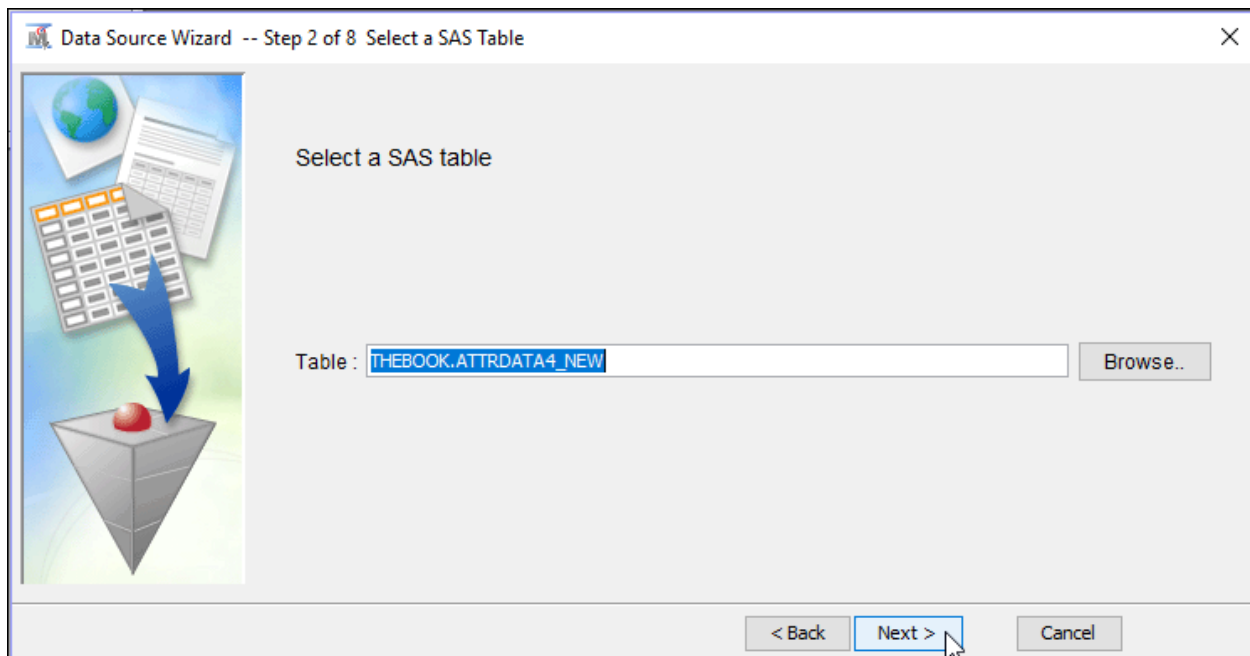 Data Source Wizard -- Step 2 of 8 Select a SAS Table
Select a SAS table
Table : THEBOOK.ATTRDATA4_NEW Browse..
< Back Next > Cancel